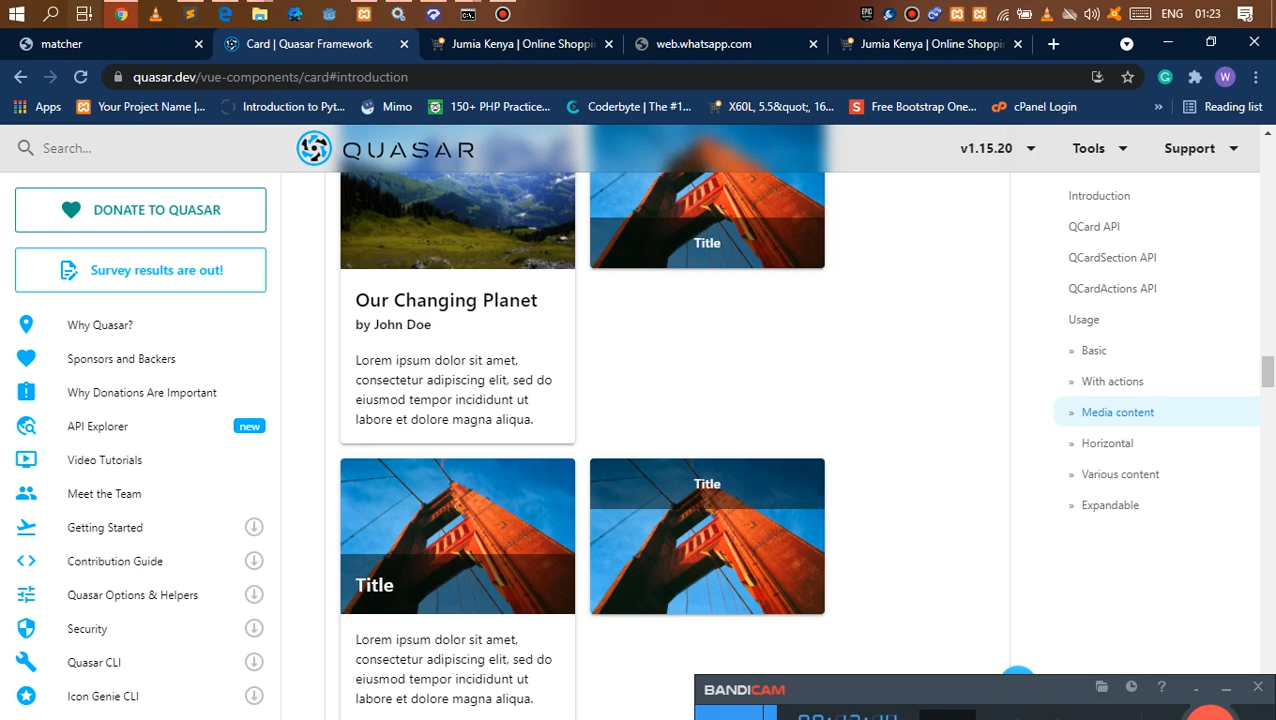 ENG
01:23
matcher
Card | Quasar Framework
Jumia Kenya | Online Shoppin
web.whatsapp.com
Jumia Kenya | Online Shoppin
quasar.dev/vue-components/card#introduction
W
Apps
Your Project Name |...
Introduction to Pyt...
Mimo
150+ PHP Practice...
Coderbyte | The #1...
X60L, 5.5&quot;, 16...
Free Bootstrap One...
cPanel Login
»
Reading list
Search...
QUASAR
v1.15.20
Tools
Support
DONATE TO QUASAR
Survey results are out!
Why Quasar?
Sponsors and Backers
Why Donations Are Important
API Explorer
new
Video Tutorials
Meet the Team
Getting Started
Contribution Guide
Quasar Options & Helpers
Security
Quasar CLI
Icon Genie CLI
Title
Our Changing Planet
by John Doe
Lorem ipsum dolor sit amet,
consectetur adipiscing elit, sed do
eiusmod tempor incididunt ut
labore et dolore magna aliqua.
Title
Title
Lorem ipsum dolor sit amet,
consectetur adipiscing elit, sed do
eiusmod tempor incididunt ut
labore et dolore magna aliqua.
Introduction
QCard API
QCardSection API
QCardActions API
Usage
» Basic
» With actions
» Media content
» Horizontal
» Various content
» Expandable
BANDICAM